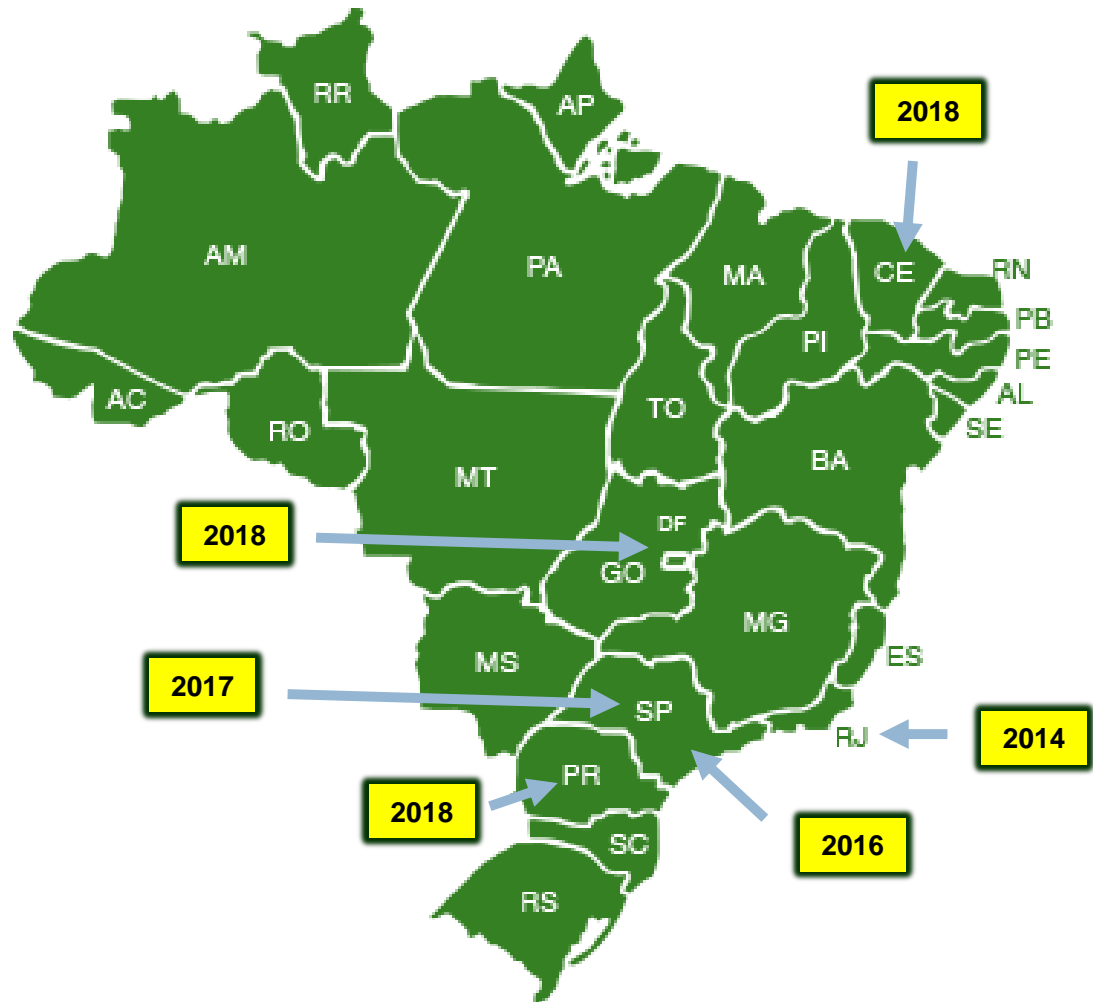 RR
AP
2018
AM
PA
MA
CE
RN
PI
PB
PE
AC
TO
AL
RO
SE
MT
BA
2018
DF
GO
MG
MS
ES
2017
SP
RJ
2014
PR
2018
SC
2016
RS